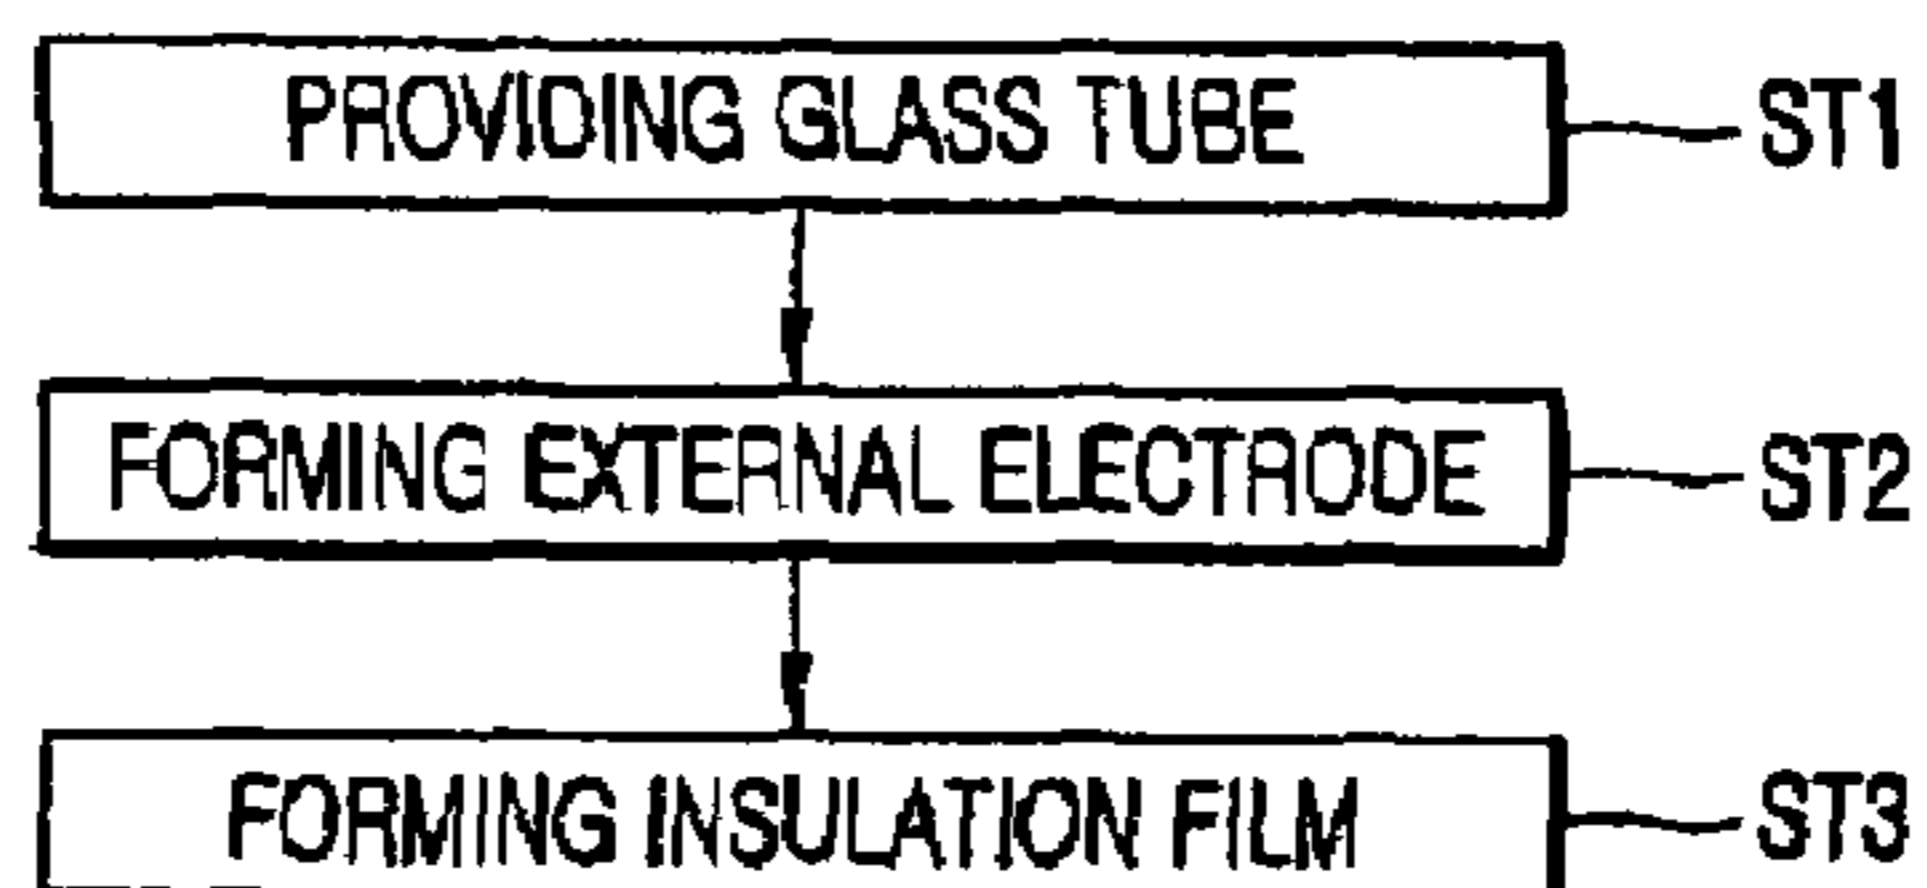 PROVIDING GLASS TUBE ST1
FORMING EXTERNAL ELECTRODE ST2
FORMING INSULATION FILM ST3